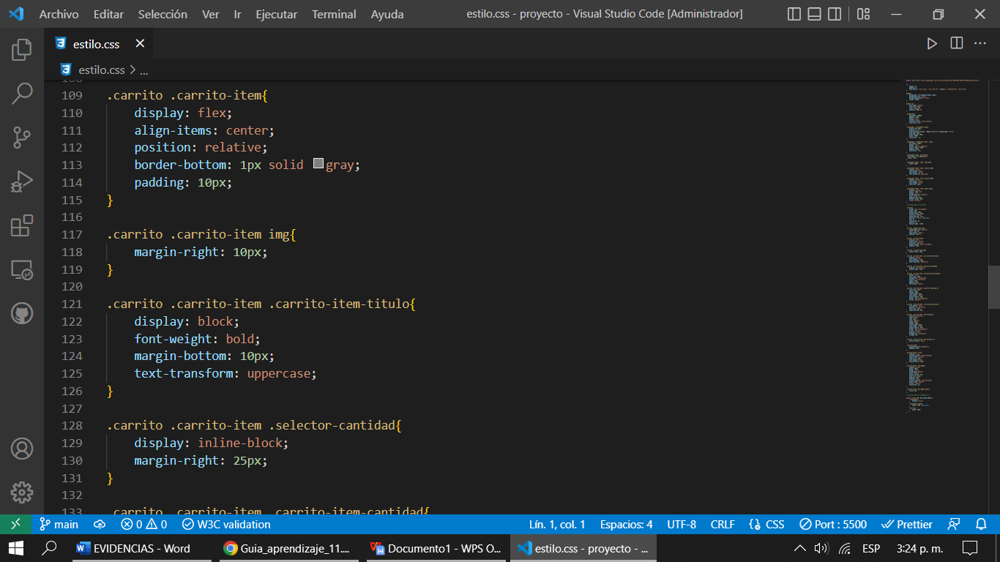 Archivo Editar Selección Ver Ir Ejecutar Terminal Ayuda estilo.css - proyecto - Visual Studio Code [Administrador]
estilo.css
estilo.css > ...
108
109 .carrito .carrito-item{
110 display: flex;
111 align-items: center;
112 position: relative;
113 border-bottom: 1px solid gray;
114 padding: 10px;
115 }
116
117 .carrito .carrito-item img{
118 margin-right: 10px;
119 }
120
121 .carrito .carrito-item .carrito-item-titulo{
122 display: block;
123 font-weight: bold;
124 margin-bottom: 10px;
125 text-transform: uppercase;
126 }
127
128 .carrito .carrito-item .selector-cantidad{
129 display: inline-block;
130 margin-right: 25px;
131 }
132
133 .carrito .carrito-item .carrito-item-cantidad{
main 0 0 W3C validation Lín. 1, col. 1 Espacios: 4 UTF-8 CRLF CSS Port : 5500 Prettier
EVIDENCIAS - Word Guia_aprendizaje_11.... Documento1 - WPS O... estilo.css - proyecto - ... ESP 3:24 p. m.